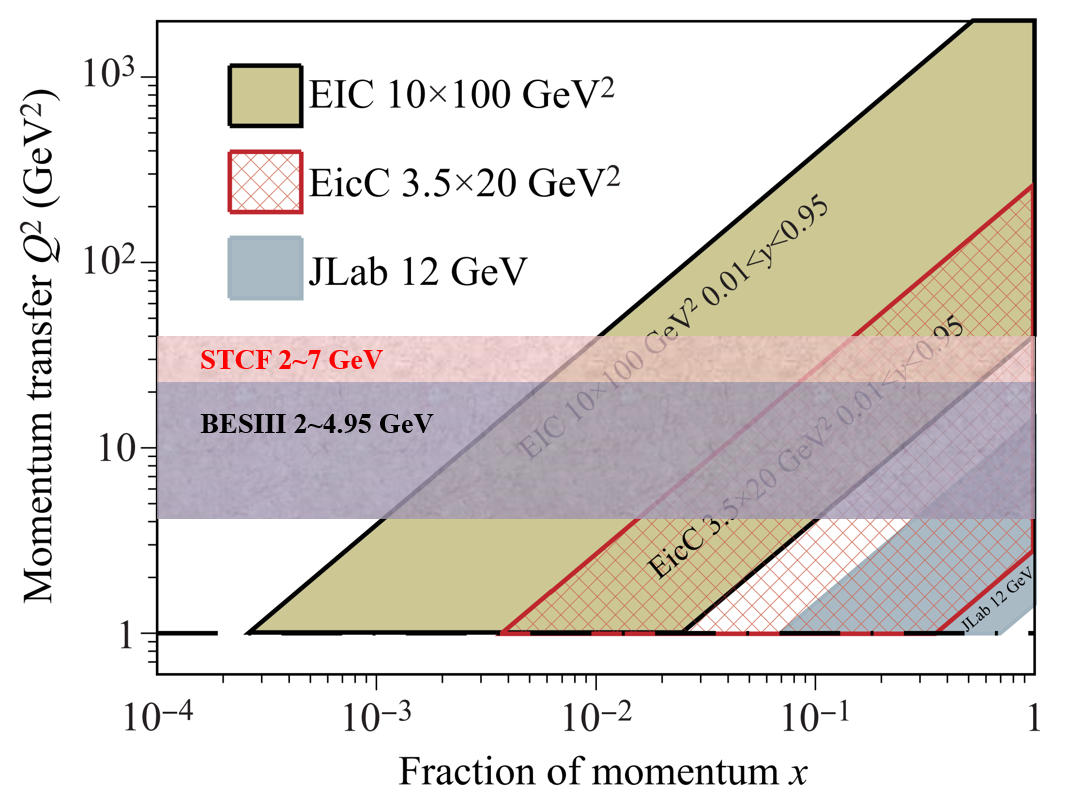 Momentum transfer Q² (GeV²)
10³
10²
10
1
EIC 10×100 GeV²
EicC 3.5×20 GeV²
JLab 12 GeV
STCF 2~7 GeV
BESIII 2~4.95 GeV
EIC 10×100 GeV² 0.01<y<0.95
EicC 3.5×20 GeV² 0.01<y<0.95
JLab 12 GeV
10⁻⁴ 10⁻³ 10⁻² 10⁻¹ 1
Fraction of momentum x